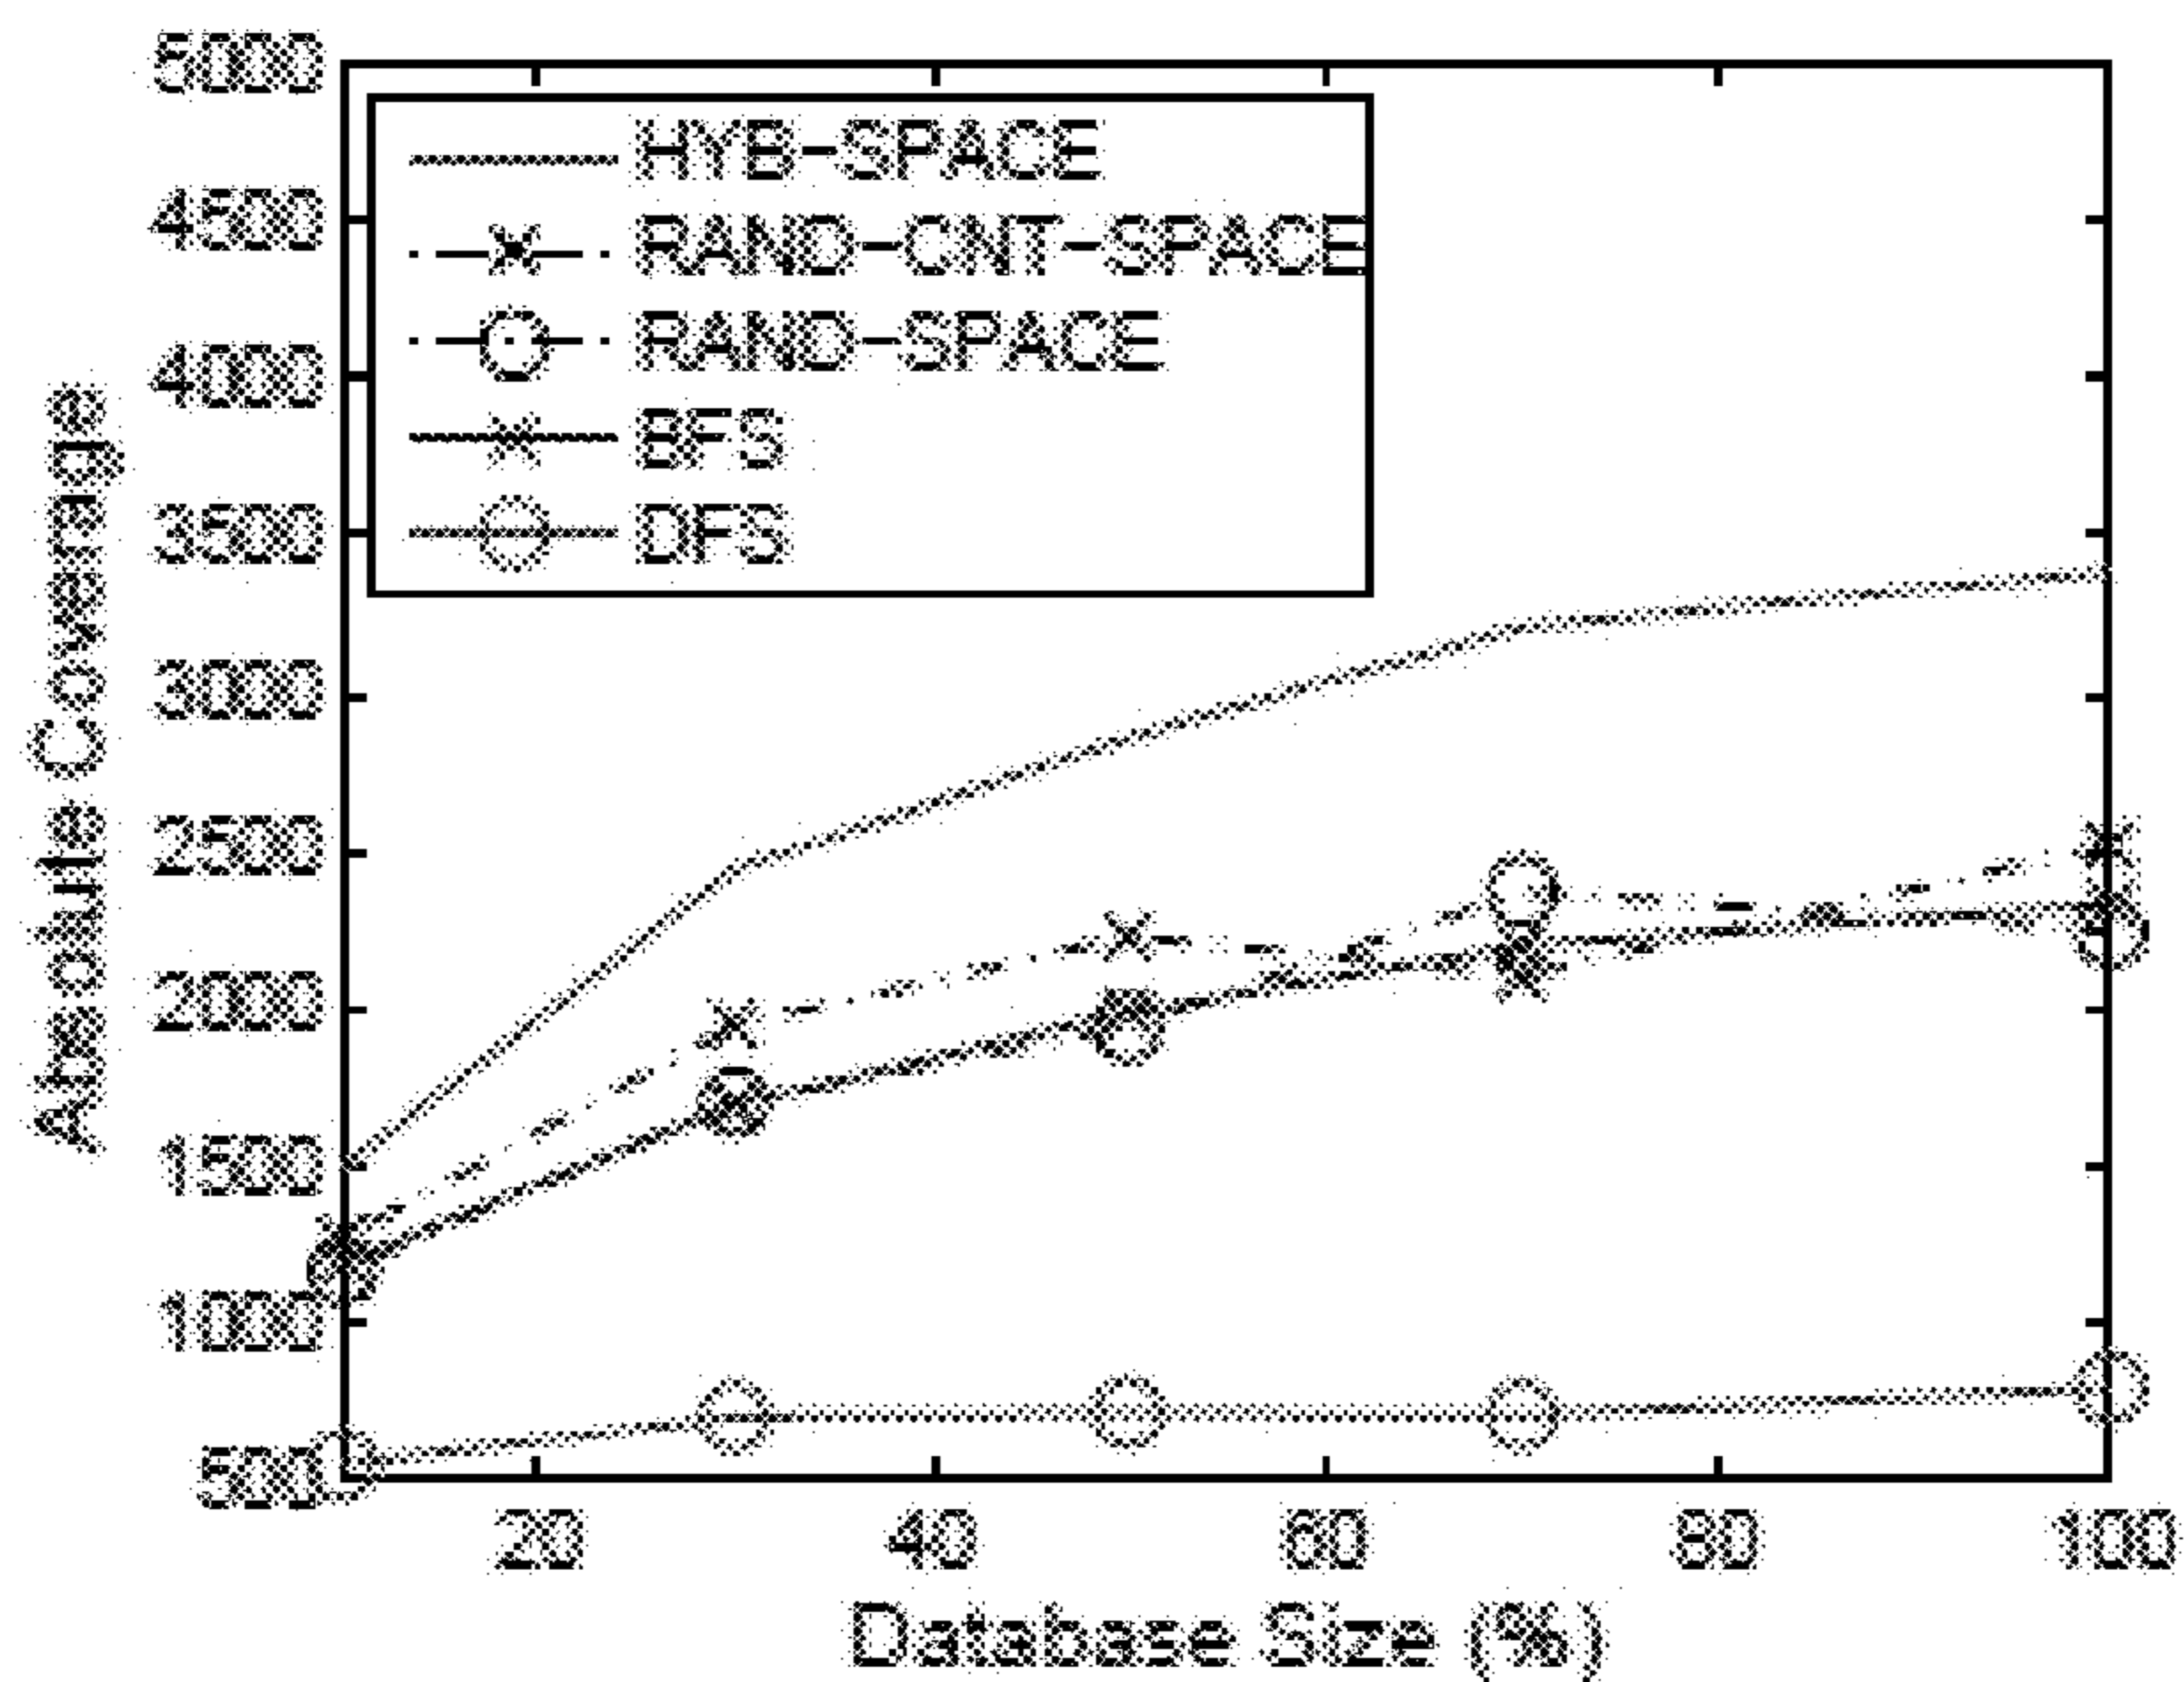 5000
4500
4000
3500
3000
2500
2000
1500
1000
500
Absolute Coverage
HYB-SPACE
RAND-CNT-SPACE
RAND-SPACE
BFS
DFS
20 40 60 80 100
Database Size (%)